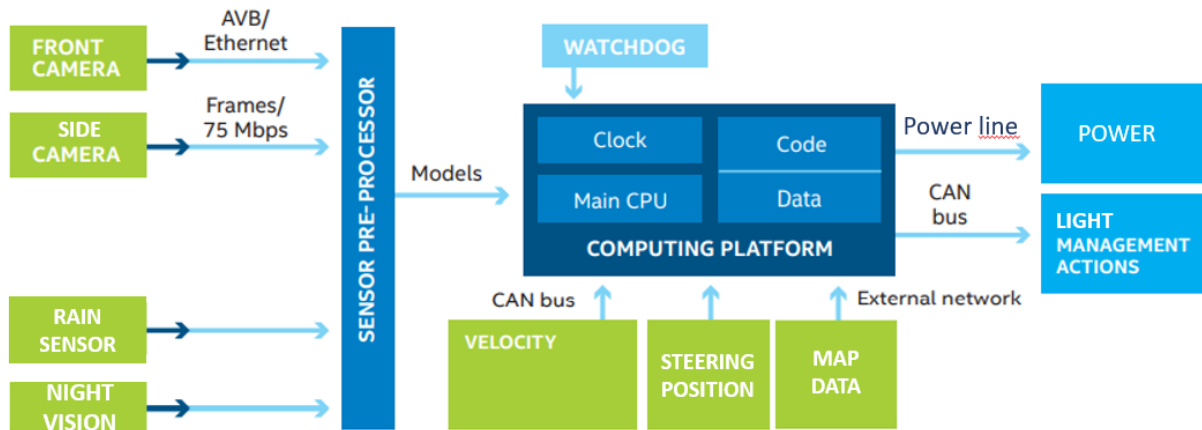 FRONT
CAMERA
AVB/
Ethernet
SIDE
CAMERA
Frames/
75 Mbps
RAIN
SENSOR
NIGHT
VISION
SENSOR PRE-PROCESSOR
Models
WATCHDOG
Clock
Code
Main CPU
Data
COMPUTING PLATFORM
Power line
POWER
CAN
bus
LIGHT
MANAGEMENT
ACTIONS
CAN bus
External network
VELOCITY
STEERING
POSITION
MAP
DATA